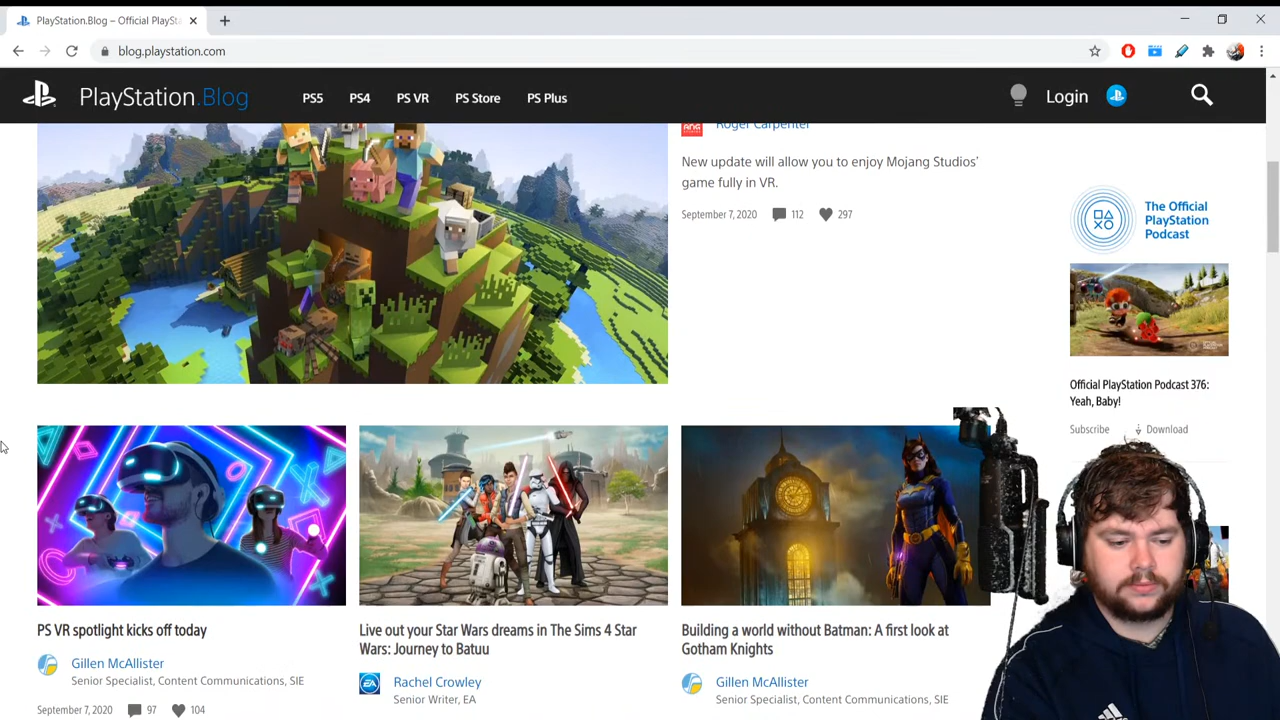 PlayStation.Blog – Official PlaySt
blog.playstation.com
PlayStation.Blog
PS5
PS4
PS VR
PS Store
PS Plus
Login
Roger Carpenter
New update will allow you to enjoy Mojang Studios'
game fully in VR.
September 7, 2020
112
297
The Official
PlayStation
Podcast
Official PlayStation Podcast 376:
Yeah, Baby!
Subscribe
Download
PS VR spotlight kicks off today
Gillen McAllister
Senior Specialist, Content Communications, SIE
September 7, 2020
97
104
Live out your Star Wars dreams in The Sims 4 Star
Wars: Journey to Batuu
Rachel Crowley
Senior Writer, EA
Building a world without Batman: A first look at
Gotham Knights
Gillen McAllister
Senior Specialist, Content Communications, SIE